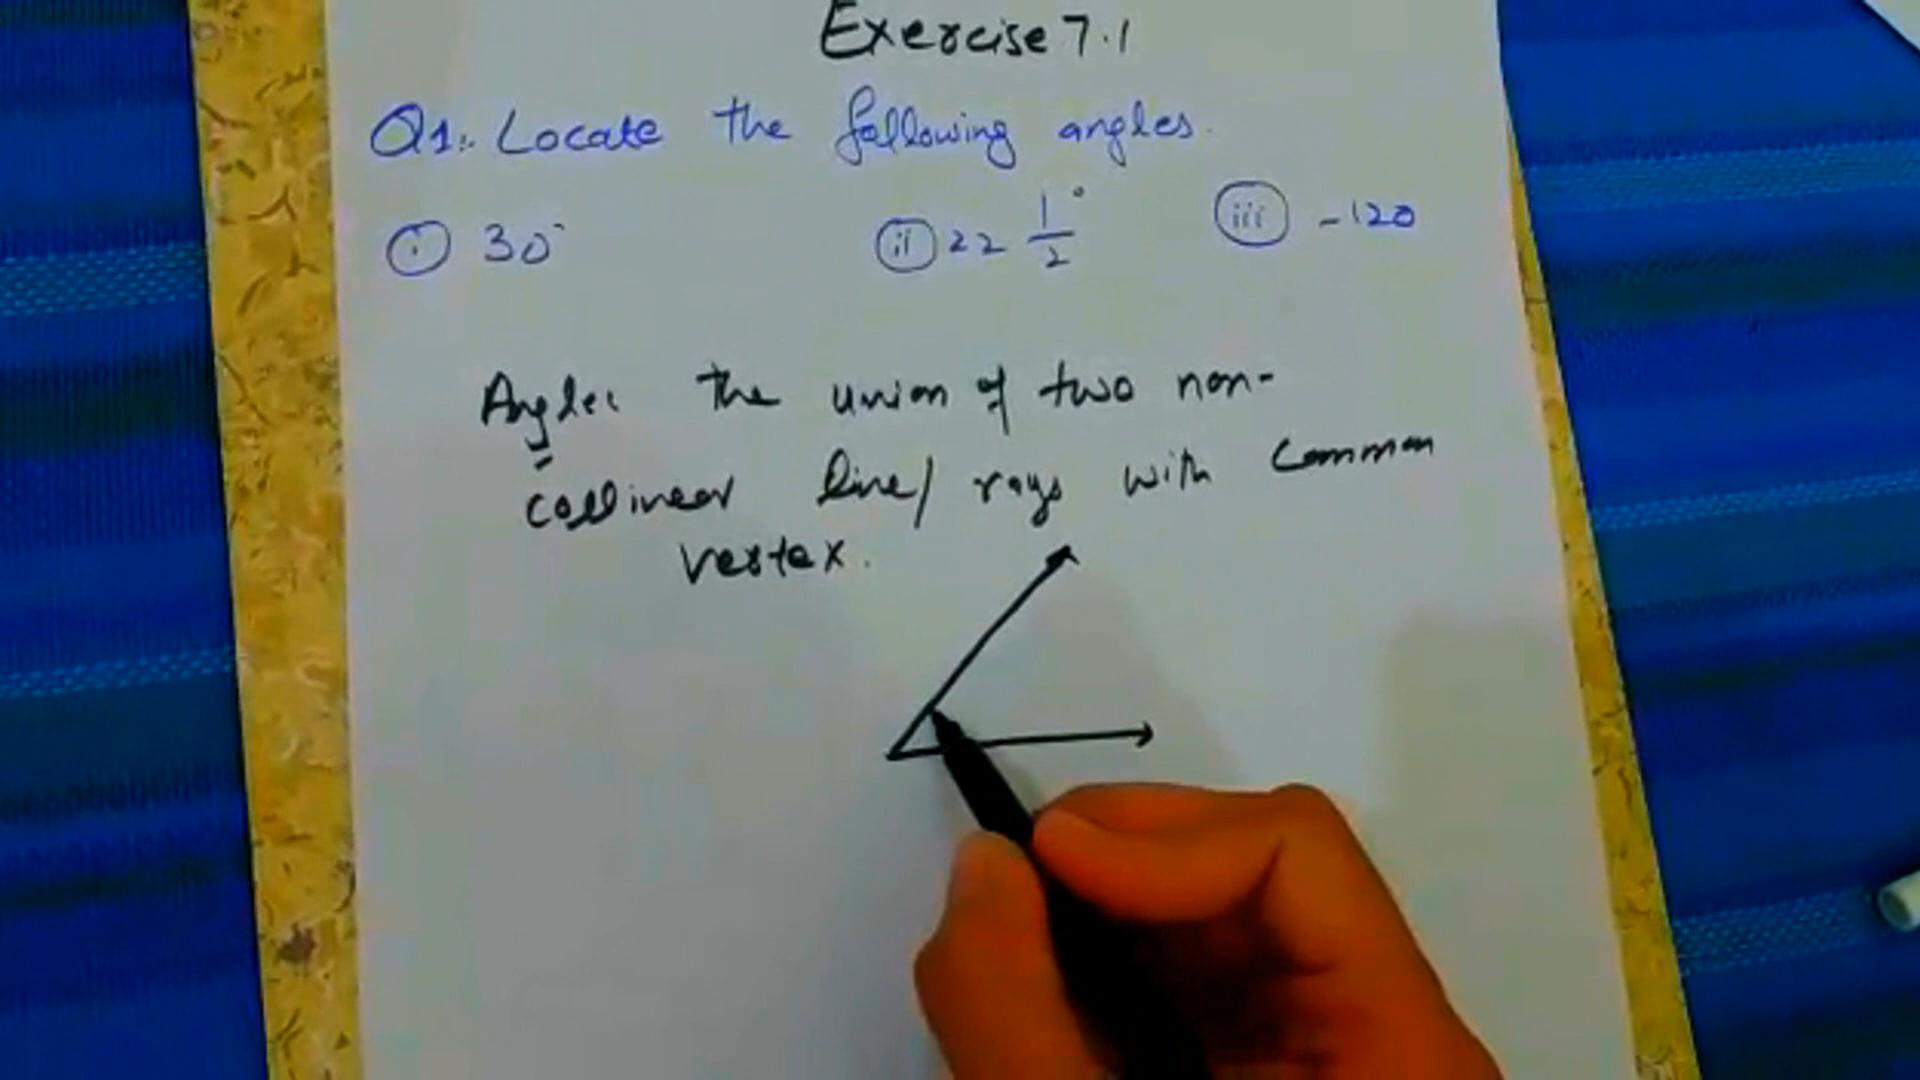 Exercise 7.1
Q1. Locate the following angles.
(i) 30° (ii) 22 1/2° (iii) -120
Angle: The union of two non-
collinear line/ rays with common
vertex.